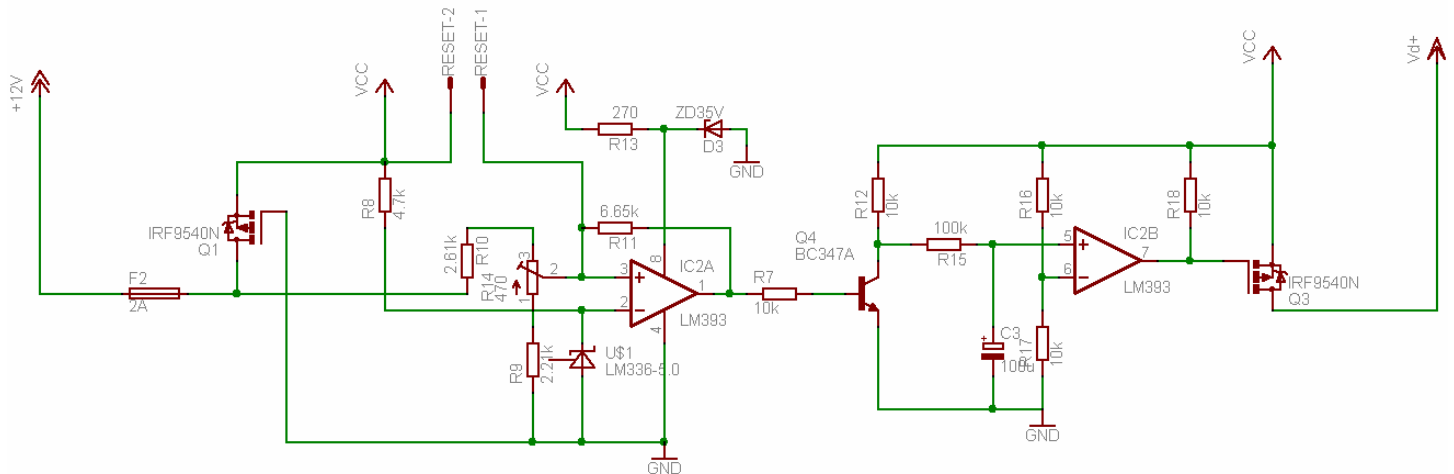 +12V
F2
2A
IRF9540N
Q1
VCC
R8
4.7k
RESET-2
RESET-1
2.61k
R10
R14
470
3
2
1
R9
2.21k
VCC
270
R13
ZD35V
D3
GND
6.65k
R11
3
2
8
4
1
IC2A
LM393
U$1
LM336-5.0
GND
R7
10k
Q4
BC347A
R12
10k
100k
R15
C3
+
100u
R16
10k
R17
10k
GND
5
6
7
IC2B
LM393
R18
10k
VCC
IRF9540N
Q3
Vd+